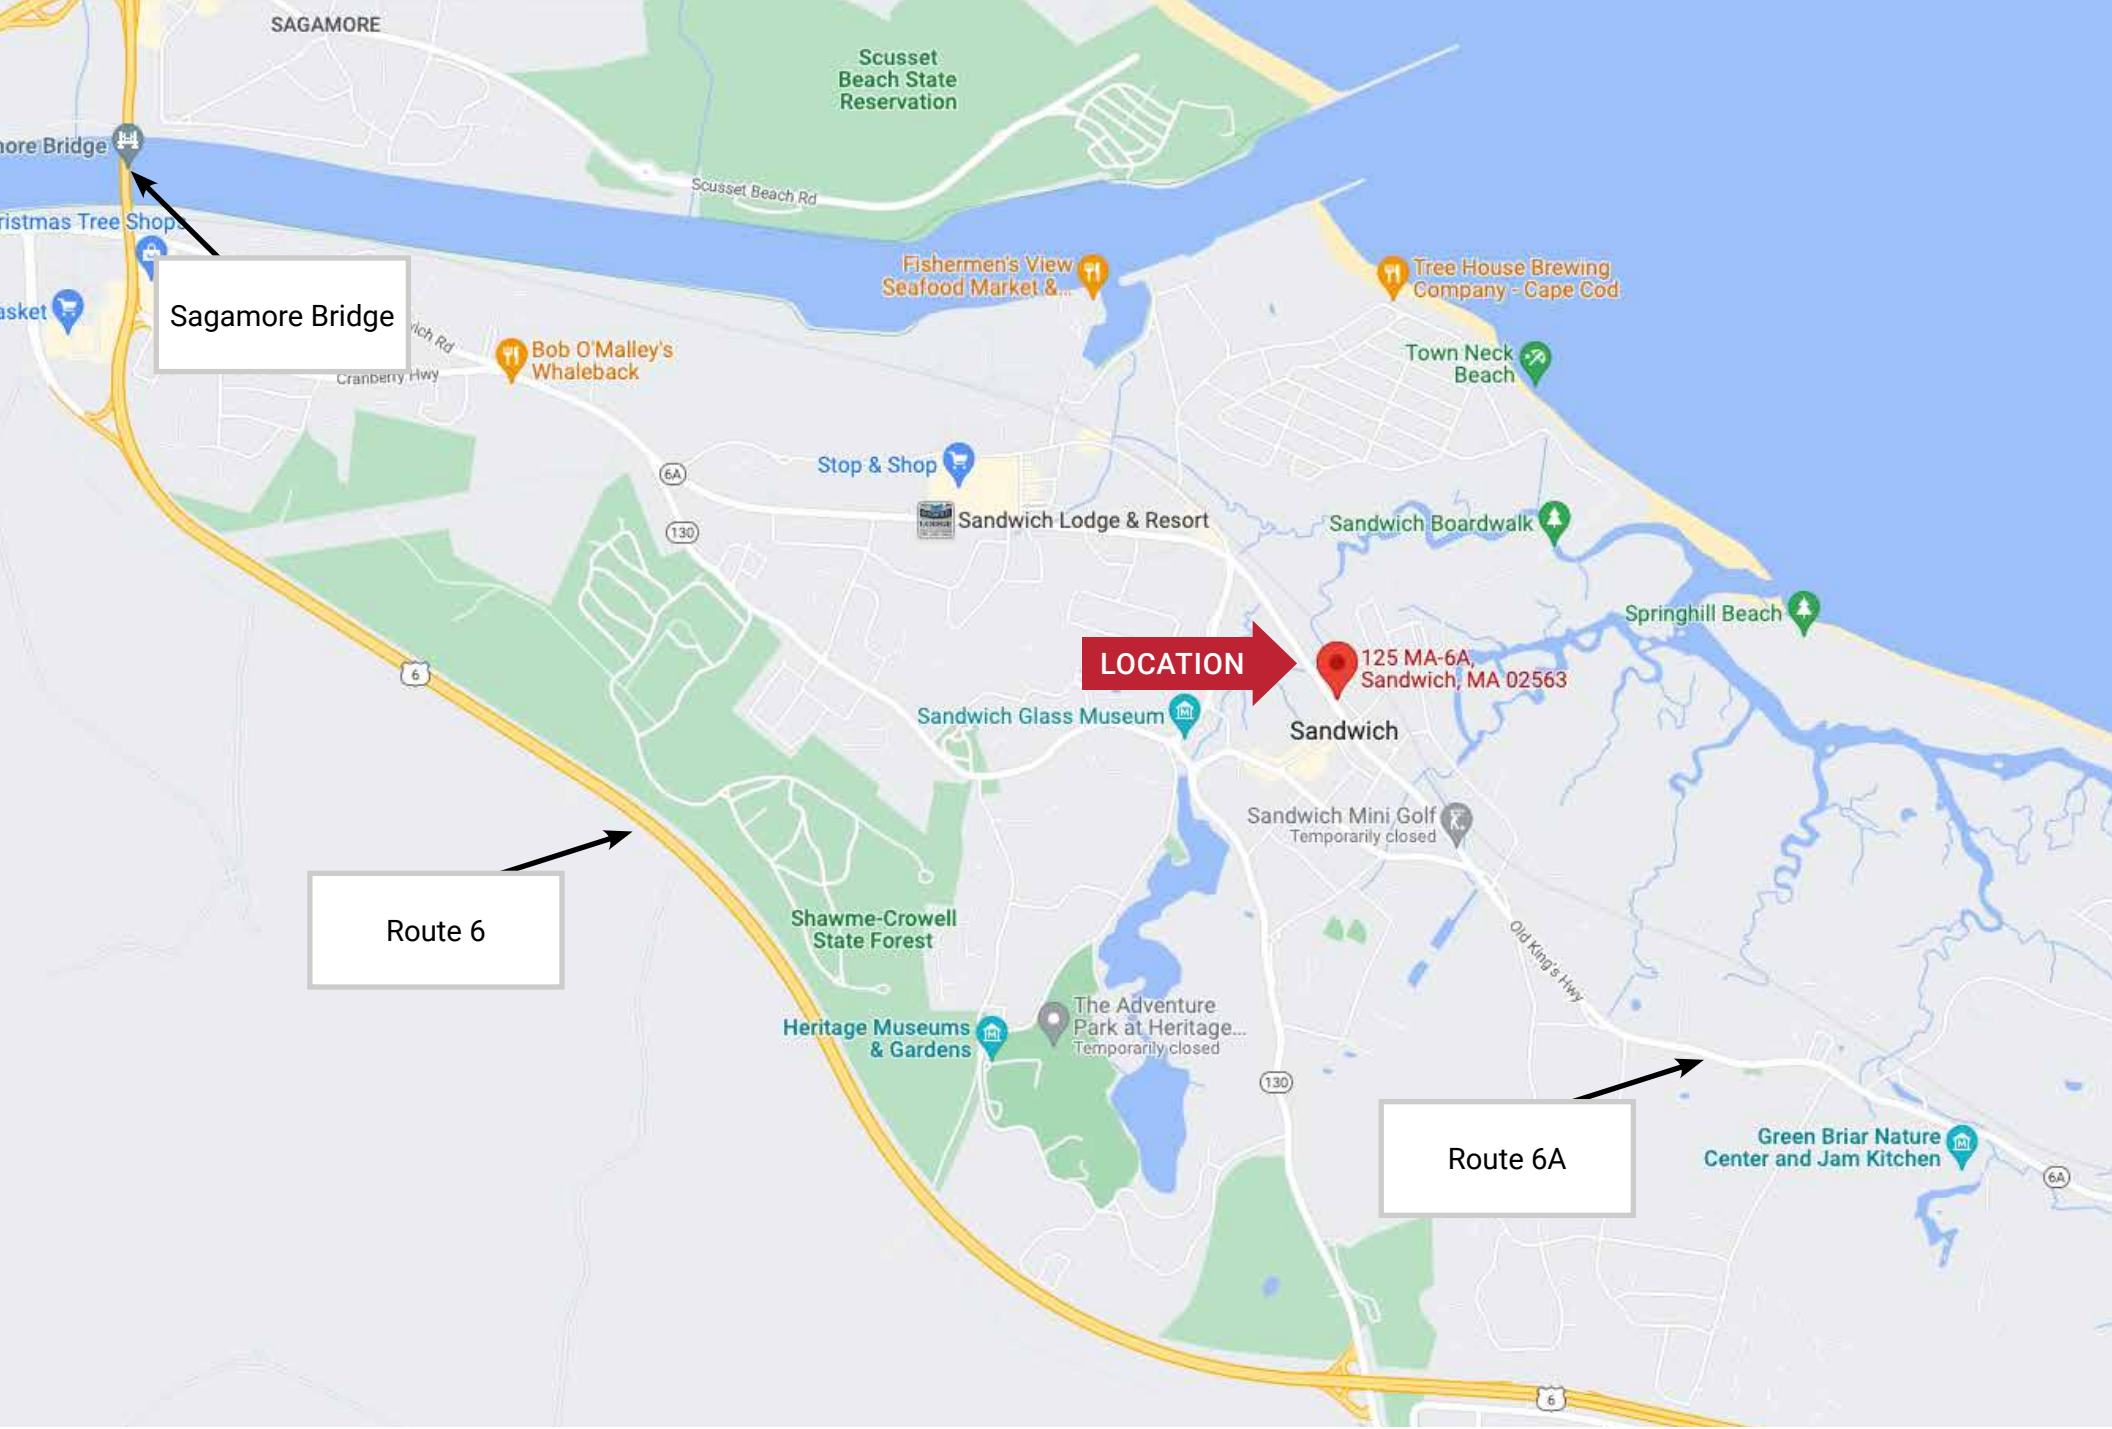 SAGAMORE
Scusset
Beach State
Reservation
ore Bridge
Scusset Beach Rd
ristmas Tree Shops
Fishermen's View
Seafood Market &...
Tree House Brewing
Company - Cape Cod
Sagamore Bridge
asket
ich Rd
Cranberry Hwy
Bob O'Malley's
Whaleback
Town Neck
Beach
6A
Stop & Shop
130
Sandwich Lodge & Resort
Sandwich Boardwalk
Springhill Beach
LOCATION
125 MA-6A,
Sandwich, MA 02563
6
Sandwich Glass Museum
Sandwich
Sandwich Mini Golf
Temporarily closed
Route 6
Shawme-Crowell
State Forest
Old King's Hwy
Heritage Museums
& Gardens
The Adventure
Park at Heritage...
Temporarily closed
130
Route 6A
Green Briar Nature
Center and Jam Kitchen
6A
6